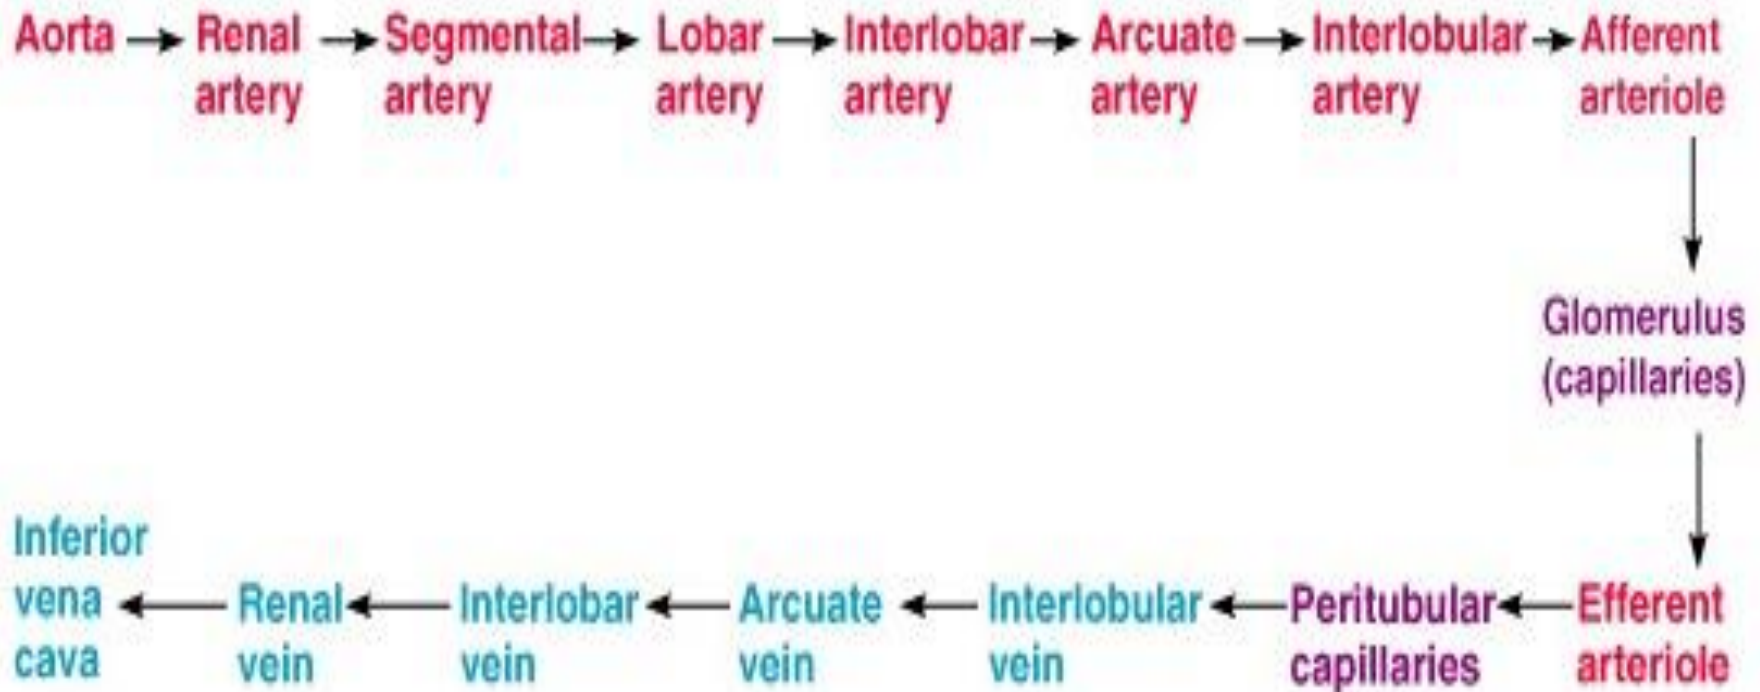 Aorta → Renal → Segmental → Lobar → Interlobar → Arcuate → Interlobular → Afferent
artery artery artery artery artery artery arteriole
Glomerulus
(capillaries)
Inferior
vena ← Renal ← Interlobar ← Arcuate ← Interlobular ← Peritubular ← Efferent
cava vein vein vein vein capillaries arteriole